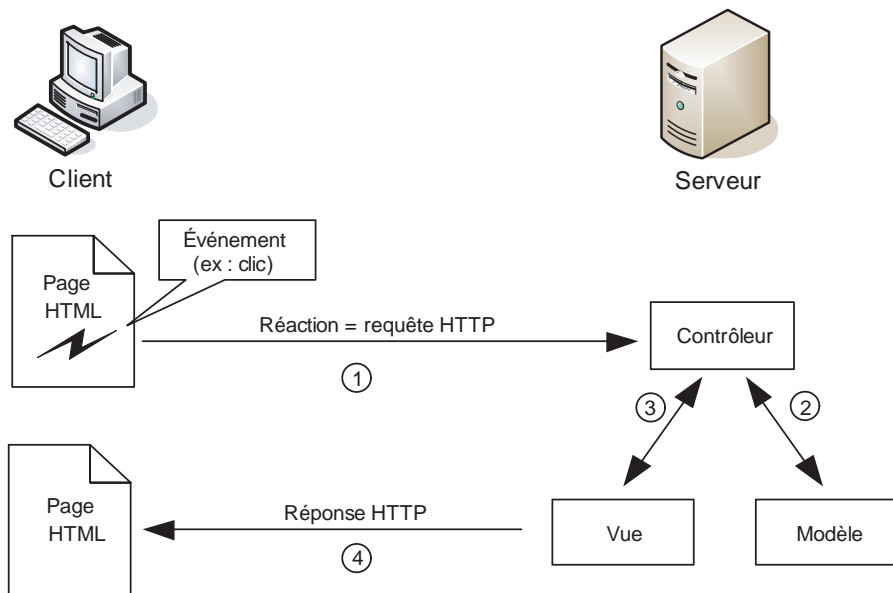 Client
Serveur
Événement
(ex : clic)
Page
HTML
Réaction = requête HTTP
1
Contrôleur
3
2
Page
HTML
Réponse HTTP
4
Vue
Modèle